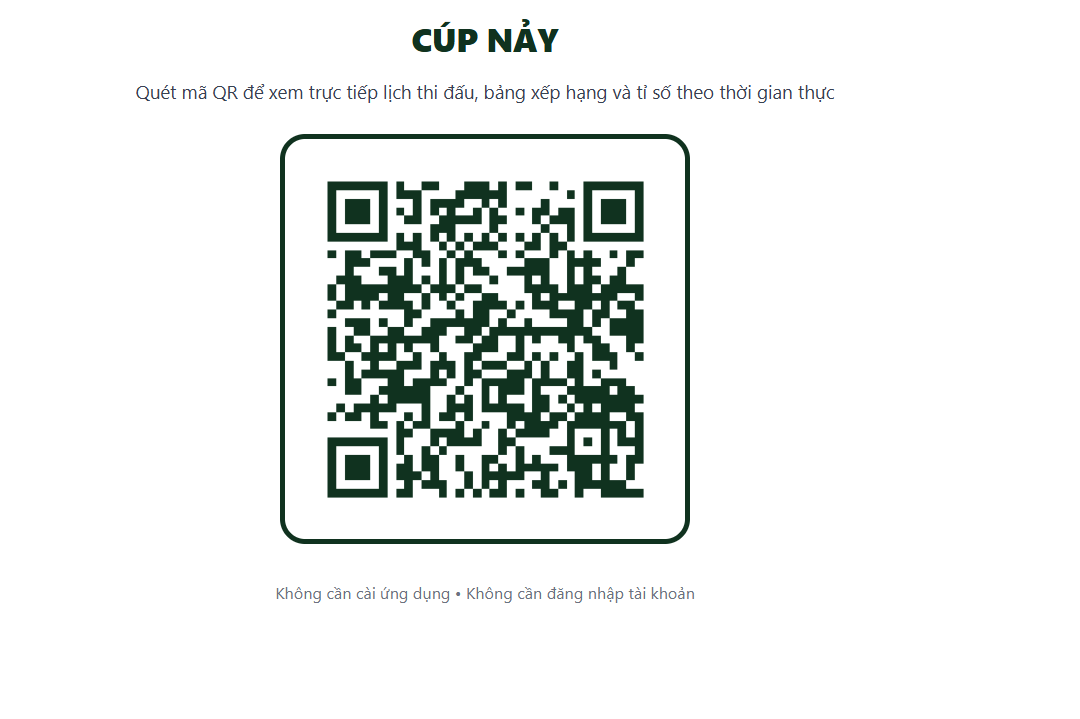 CÚP NẢY
Quét mã QR để xem trực tiếp lịch thi đấu, bảng xếp hạng và tỉ số theo thời gian thực
Không cần cài ứng dụng • Không cần đăng nhập tài khoản